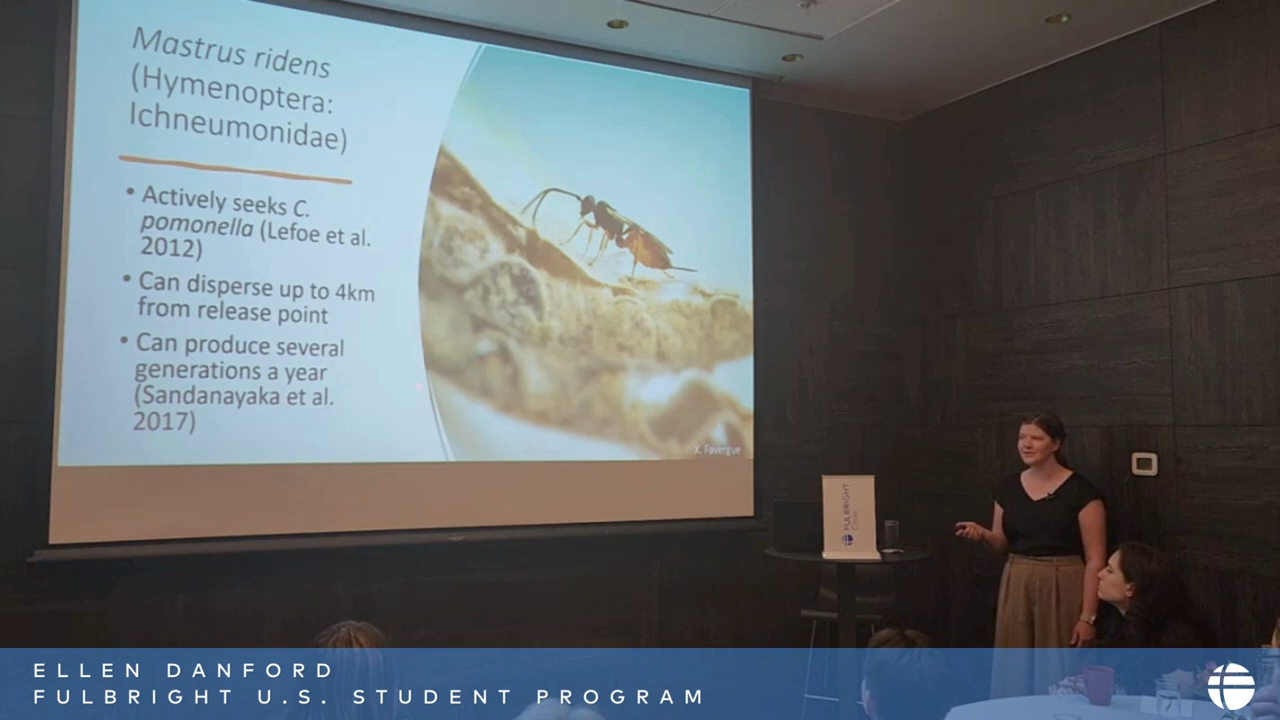 Mastrus ridens
(Hymenoptera:
Ichneumonidae)
• Actively seeks C.
pomonella (Lefoe et al.
2012)
• Can disperse up to 4km
from release point
• Can produce several
generations a year
(Sandanayaka et al.
2017)
X. Favergue
FULBRIGHT
ELLEN DANFORD
FULBRIGHT U.S. STUDENT PROGRAM